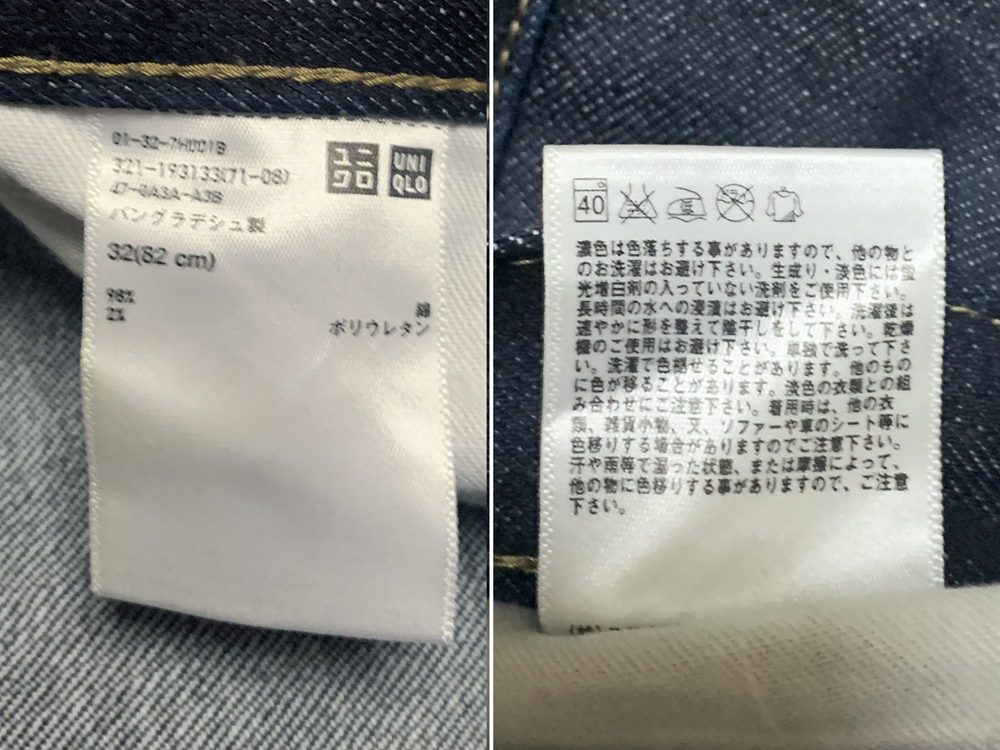 01-32-7H001B
321-193133(71-08)
47-0A3A-A3B
バングラデシュ製
32(82 cm)
98%
綿
2%
ポリウレタン
ユニクロ
UNIQLO
40
濃色は色落ちする事がありますので、他の物と
のお洗濯はお避け下さい。生成り・淡色には蛍
光増白剤の入っていない洗剤をご使用下さい。
長時間の水への浸漬はお避け下さい。洗濯後は
速やかに形を整えて陰干しをして下さい。乾燥
機のご使用はお避け下さい。単独で洗って下さ
い。洗濯で色褪せることがあります。他のもの
に色が移ることがあります。淡色の衣類との組
み合わせにご注意下さい。着用時は、他の衣
類、雑貨小物、又、ソファーや車のシート等に
色移りする場合がありますのでご注意下さい。
汗や雨等で湿った状態、または摩擦によって、
他の物に色移りする事がありますので、ご注意
下さい。